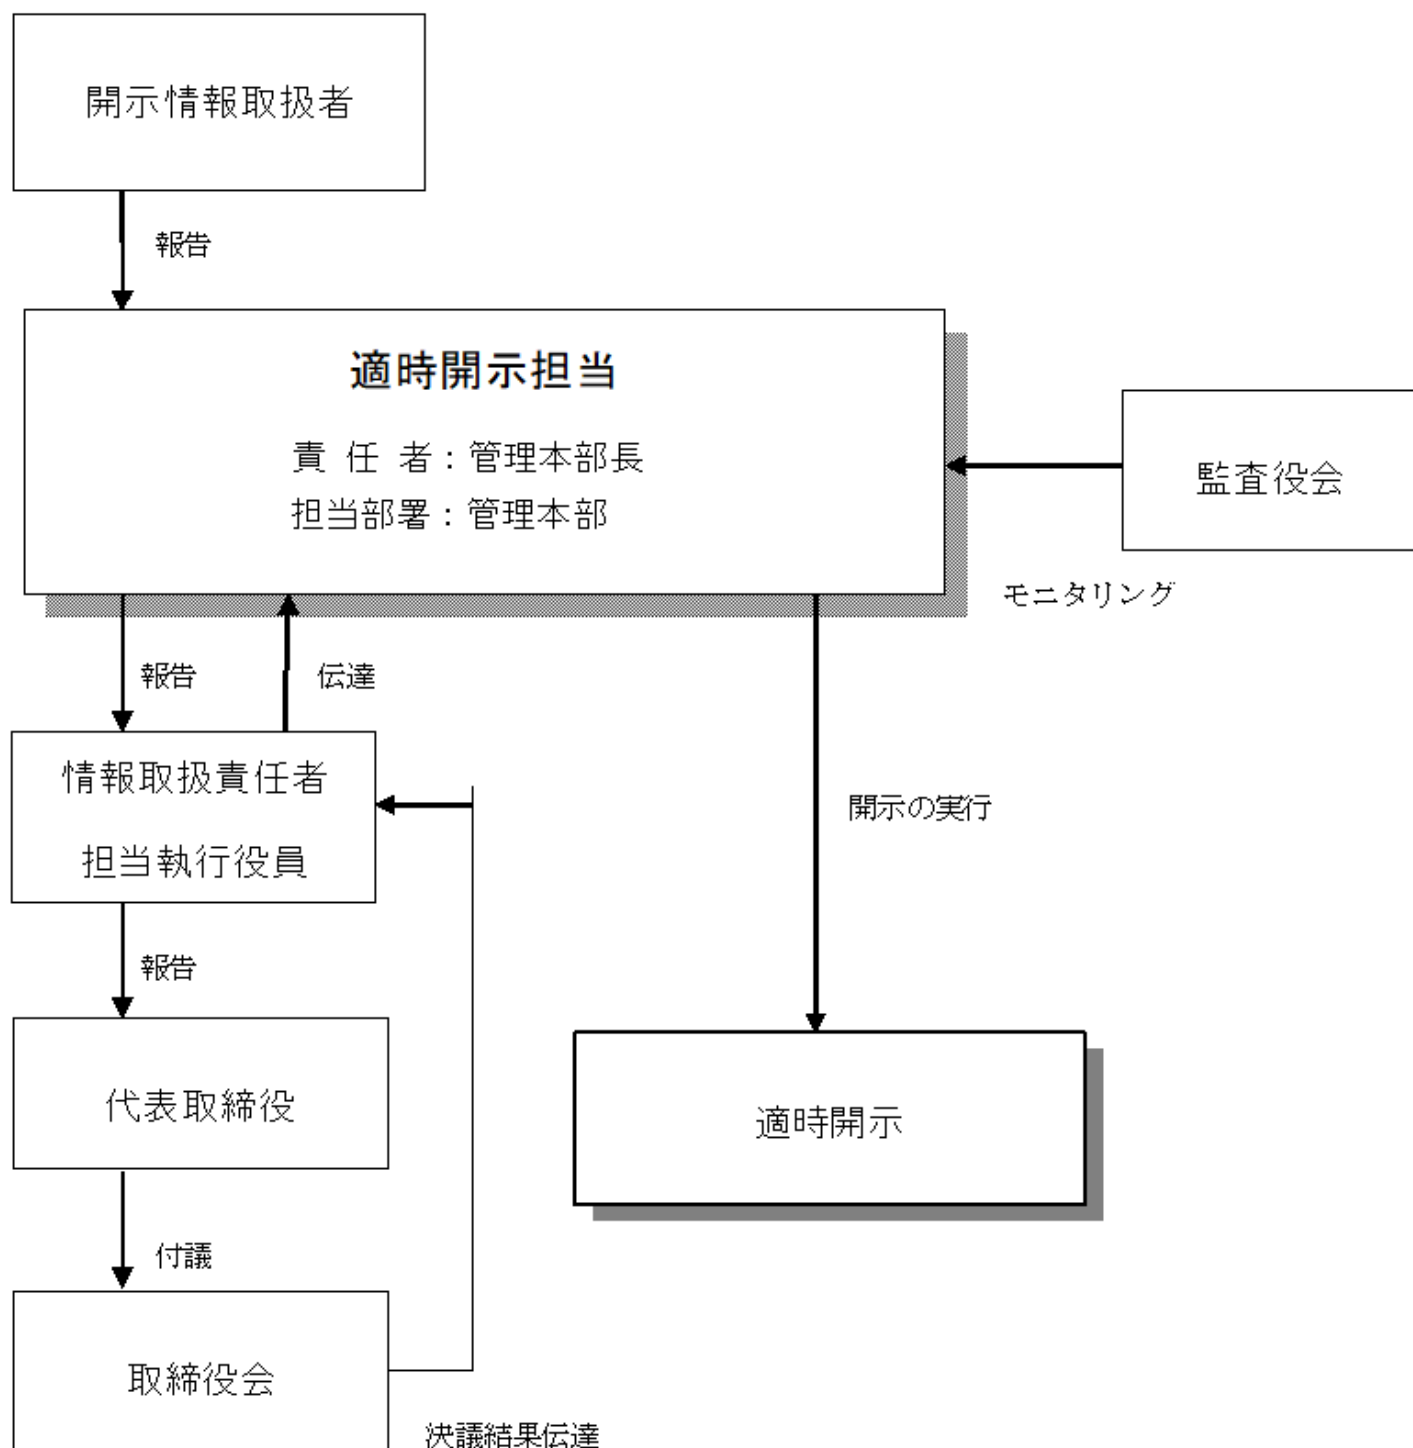 開示情報取扱者
報告
適時開示担当
責 任 者：管理本部長
担当部署：管理本部
監査役会
モニタリング
報告
伝達
情報取扱責任者
担当執行役員
開示の実行
報告
代表取締役
適時開示
付議
取締役会
決議結果伝達